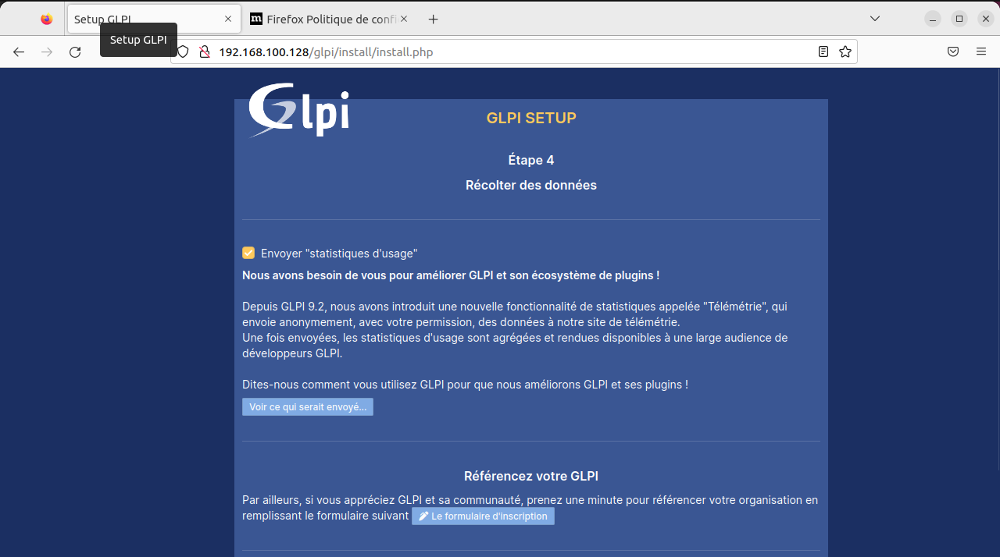 Setup GLPI
Firefox Politique de confi
Setup GLPI
192.168.100.128/glpi/install/install.php
Glpi
GLPI SETUP
Étape 4
Récolter des données
Envoyer "statistiques d'usage"
Nous avons besoin de vous pour améliorer GLPI et son écosystème de plugins !
Depuis GLPI 9.2, nous avons introduit une nouvelle fonctionnalité de statistiques appelée "Télémétrie", qui
envoie anonymement, avec votre permission, des données à notre site de télémétrie.
Une fois envoyées, les statistiques d'usage sont agrégées et rendues disponibles à une large audience de
développeurs GLPI.
Dites-nous comment vous utilisez GLPI pour que nous améliorons GLPI et ses plugins !
Voir ce qui serait envoyé...
Référencez votre GLPI
Par ailleurs, si vous appréciez GLPI et sa communauté, prenez une minute pour référencer votre organisation en
remplissant le formulaire suivant Le formulaire d'inscription